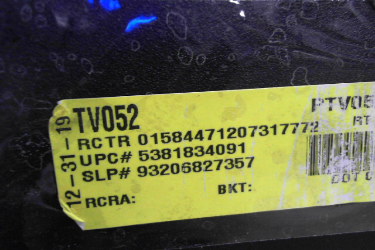 12-31-19
TV052
RCTR 01584471207317772
UPC# 5381834091
SLP# 93206827357
RCRA: BKT: